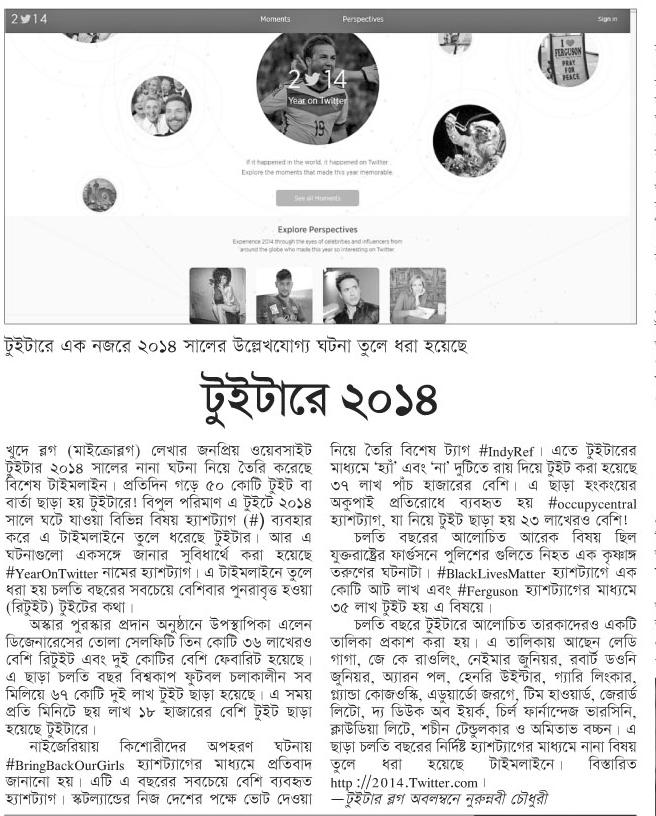 2 14
Moments
Perspectives
Sign in
I
FERGUSON
PRAY
FOR
PEACE
2 14
Year on Twitter
19
If it happened in the world, it happened on Twitter
Explore the moments that made this year memorable.
See all Moments
Explore Perspectives
Experience 2014 through the eyes of celebrities and influencers from
around the globe who made this year so interesting on Twitter.
টুইটারে এক নজরে ২০১৪ সালের উল্লেখযোগ্য ঘটনা তুলে ধরা হয়েছে
টুইটারে ২০১৪
খুদে ব্লগ (মাইক্রোব্লগ) লেখার জনপ্রিয় ওয়েবসাইট
টুইটার ২০১৪ সালের নানা ঘটনা নিয়ে তৈরি করেছে
বিশেষ টাইমলাইন। প্রতিদিন গড়ে ৫০ কোটি টুইট বা
বার্তা ছাড়া হয় টুইটারে! বিপুল পরিমাণ এ টুইটে ২০১৪
সালে ঘটে যাওয়া বিভিন্ন বিষয় হ্যাশট্যাগ (#) ব্যবহার
করে এ টাইমলাইনে তুলে ধরেছে টুইটার। আর এ
ঘটনাগুলো একসঙ্গে জানার সুবিধার্থে করা হয়েছে
#YearOnTwitter নামের হ্যাশট্যাগ। এ টাইমলাইনে তুলে
ধরা হয় চলতি বছরের সবচেয়ে বেশিবার পুনরাবৃত্ত হওয়া
(রিটুইট) টুইটের কথা।
অস্কার পুরস্কার প্রদান অনুষ্ঠানে উপস্থাপিকা এলেন
ডিজেনারেসের তোলা সেলফিটি তিন কোটি ৩৬ লাখেরও
বেশি রিটুইট এবং দুই কোটির বেশি ফেবারিট হয়েছে।
এ ছাড়া চলতি বছর বিশ্বকাপ ফুটবল চলাকালীন সব
মিলিয়ে ৬৭ কোটি দুই লাখ টুইট ছাড়া হয়েছে। এ সময়
প্রতি মিনিটে ছয় লাখ ১৮ হাজারের বেশি টুইট ছাড়া
হয়েছে টুইটারে।
নাইজেরিয়ায় কিশোরীদের অপহরণ ঘটনায়
#BringBackOurGirls হ্যাশট্যাগের মাধ্যমে প্রতিবাদ
জানানো হয়। এটি এ বছরের সবচেয়ে বেশি ব্যবহৃত
হ্যাশট্যাগ। স্কটল্যান্ডের নিজ দেশের পক্ষে ভোট দেওয়া
নিয়ে তৈরি বিশেষ ট্যাগ #IndyRef। এতে টুইটারের
মাধ্যমে 'হ্যাঁ' এবং 'না' দুটিতে রায় দিয়ে টুইট করা হয়েছে
৩৭ লাখ পাঁচ হাজারের বেশি। এ ছাড়া হংকংয়ের
অকুপাই প্রতিরোধে ব্যবহৃত হয় #occupycentral
হ্যাশট্যাগ, যা নিয়ে টুইট ছাড়া হয় ২৩ লাখেরও বেশি!
চলতি বছরের আলোচিত আরেক বিষয় ছিল
যুক্তরাষ্ট্রের ফার্গুসনে পুলিশের গুলিতে নিহত এক কৃষ্ণাঙ্গ
তরুণের ঘটনাটা। #BlackLivesMatter হ্যাশট্যাগে এক
কোটি আট লাখ এবং #Ferguson হ্যাশট্যাগের মাধ্যমে
৩৫ লাখ টুইট হয় এ বিষয়ে।
চলতি বছরে টুইটারে আলোচিত তারকাদেরও একটি
তালিকা প্রকাশ করা হয়। এ তালিকায় আছেন লেডি
গাগা, জে কে রাওলিং, নেইমার জুনিয়র, রবার্ট ডওনি
জুনিয়র, অ্যারন পল, হেনরি উইন্টার, গ্যারি লিংকার,
গ্ল্যান্ডা কোজওস্কি, এডুয়ার্ডো জরগে, টিম হাওয়ার্ড, জেরার্ড
লিটো, দ্য ডিউক অব ইয়র্ক, চির্ল ফার্নান্দেজ ভারসিনি,
ক্লাউডিয়া লিটে, শচীন টেন্ডুলকার ও অমিতাভ বচ্চন। এ
ছাড়া চলতি বছরের নির্দিষ্ট হ্যাশট্যাগের মাধ্যমে নানা বিষয়
তুলে ধরা হয়েছে টাইমলাইনে। বিস্তারিত
http://2014.Twitter.com।
—টুইটার ব্লগ অবলম্বনে নুরুন্নবী চৌধুরী